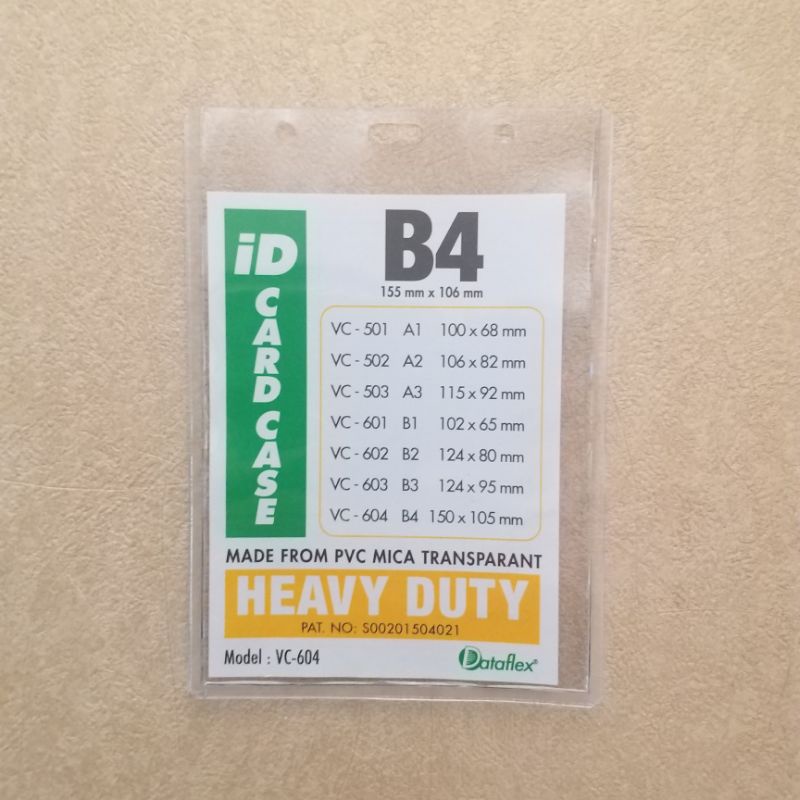 iD
CARD CASE
B4
155 mm x 106 mm
VC - 501 A1 100 x 68 mm
VC - 502 A2 106 x 82 mm
VC - 503 A3 115 x 92 mm
VC - 601 B1 102 x 65 mm
VC - 602 B2 124 x 80 mm
VC - 603 B3 124 x 95 mm
VC - 604 B4 150 x 105 mm
MADE FROM PVC MICA TRANSPARANT
HEAVY DUTY
PAT. NO: S00201504021
Model : VC-604
Dataflex®